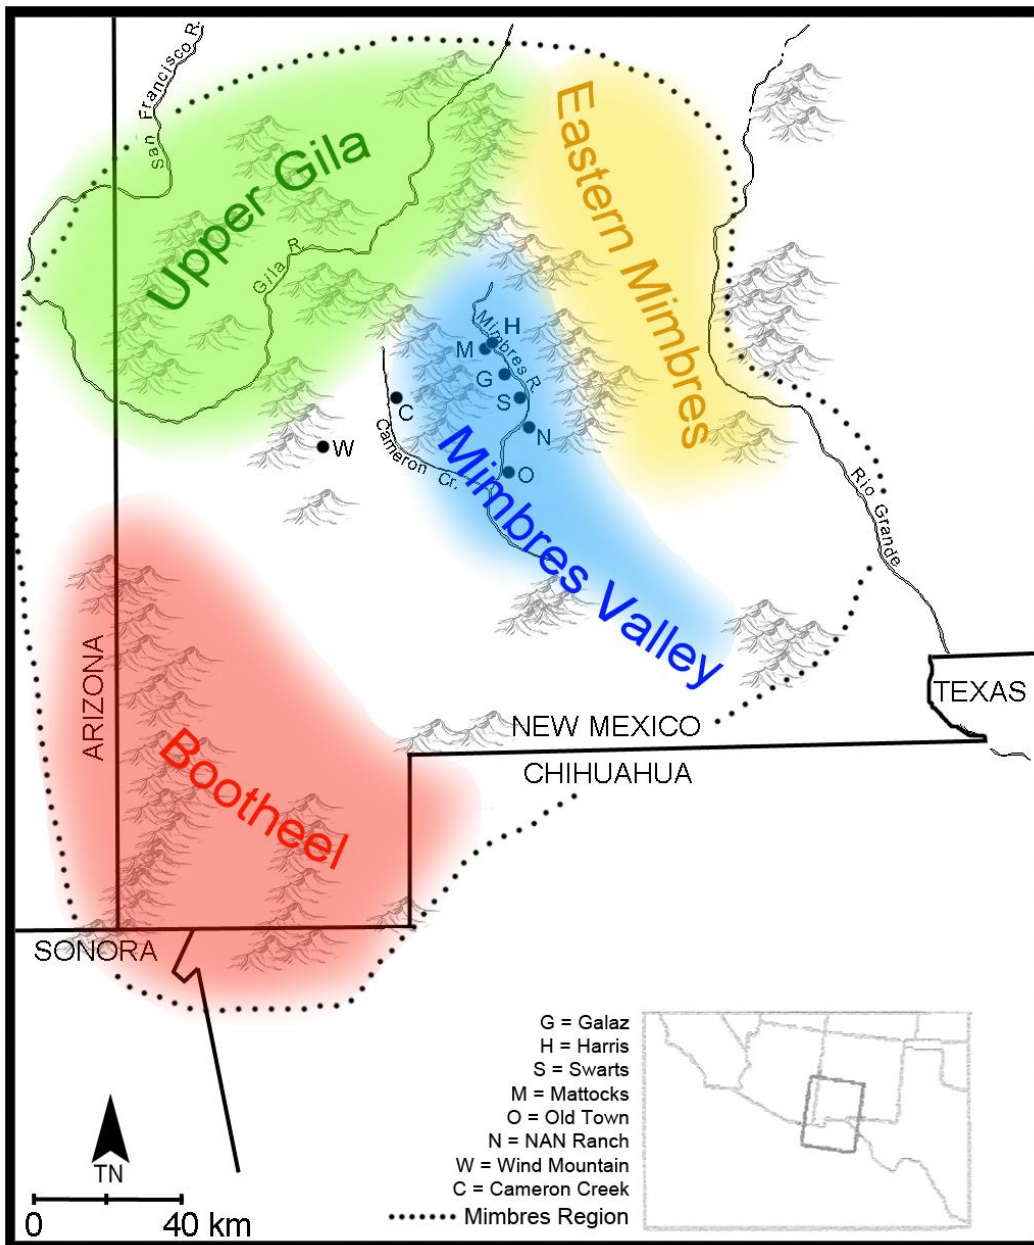 San Francisco R.
Upper Gila
Gila R.
Eastern Mimbres
Mimbres R.
H
M
G
S
C
N
W
O
Cameron Cr.
Mimbres Valley
Rio Grande
ARIZONA
TEXAS
NEW MEXICO
CHIHUAHUA
Bootheel
SONORA
G = Galaz
H = Harris
S = Swarts
M = Mattocks
O = Old Town
N = NAN Ranch
W = Wind Mountain
C = Cameron Creek
Mimbres Region
TN
0 40 km